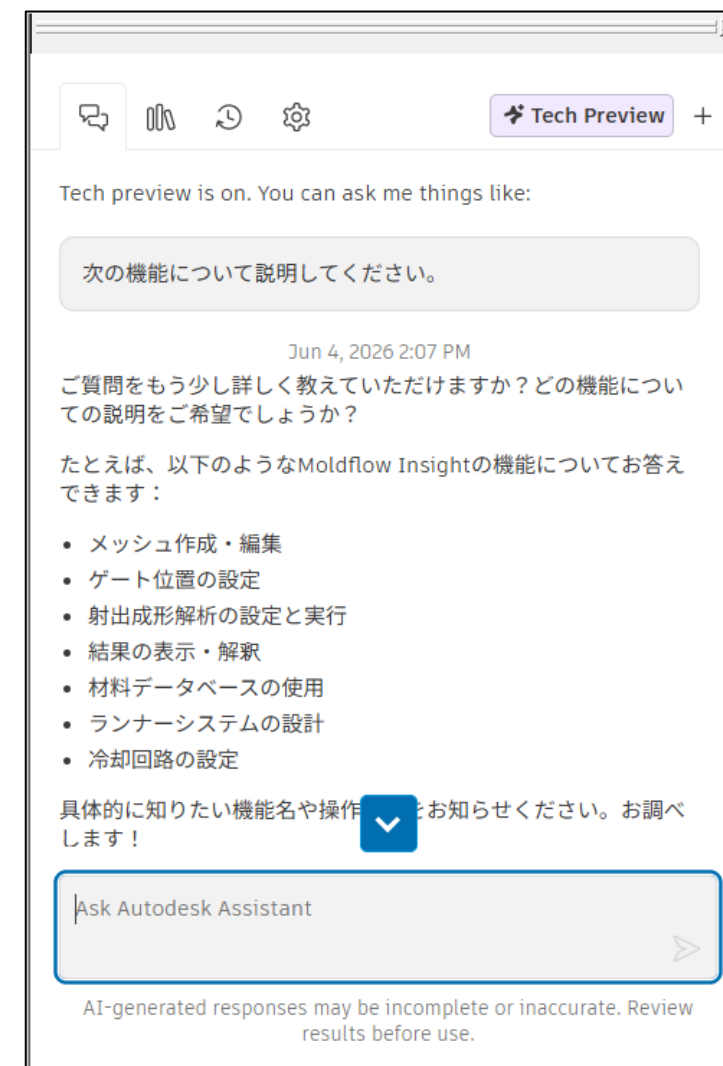 Tech Preview
Tech preview is on. You can ask me things like:
次の機能について説明してください。
Jun 4, 2026 2:07 PM
ご質問をもう少し詳しく教えていただけますか？どの機能につい
ての説明をご希望でしょうか？
たとえば、以下のようなMoldflow Insightの機能についてお答え
できます：
• メッシュ作成・編集
• ゲート位置の設定
• 射出成形解析の設定と実行
• 結果の表示・解釈
• 材料データベースの使用
• ランナーシステムの設計
• 冷却回路の設定
具体的に知りたい機能名や操作 をお知らせください。お調べ
します！
Ask Autodesk Assistant
AI-generated responses may be incomplete or inaccurate. Review
results before use.